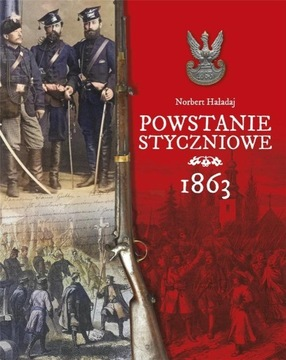 Norbert Haładaj
POWSTANIE
STYCZNIOWE
1863